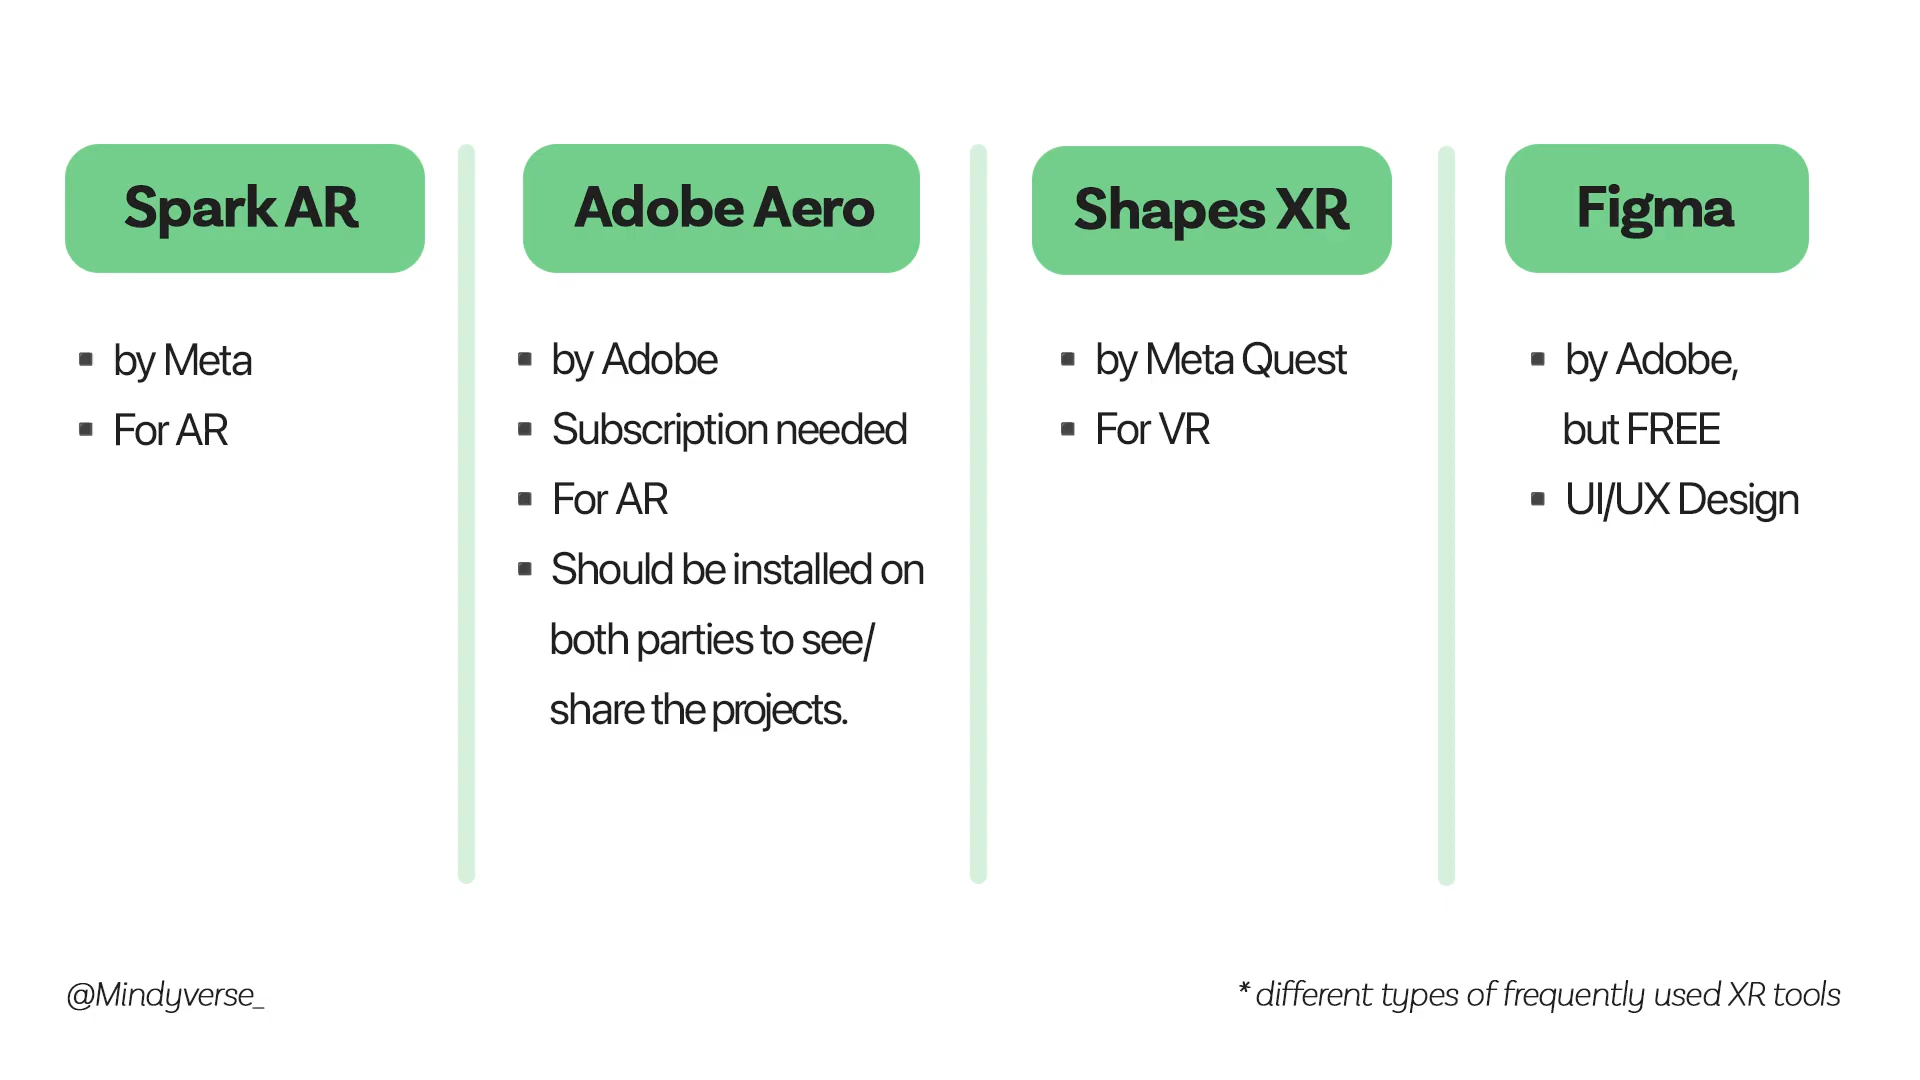 Spark AR
▪ by Meta
▪ For AR
Adobe Aero
▪ by Adobe
▪ Subscription needed
▪ For AR
▪ Should be installed on
both parties to see/
share the projects.
Shapes XR
▪ by Meta Quest
▪ For VR
Figma
▪ by Adobe,
but FREE
▪ UI/UX Design
@Mindyverse_
* different types of frequently used XR tools